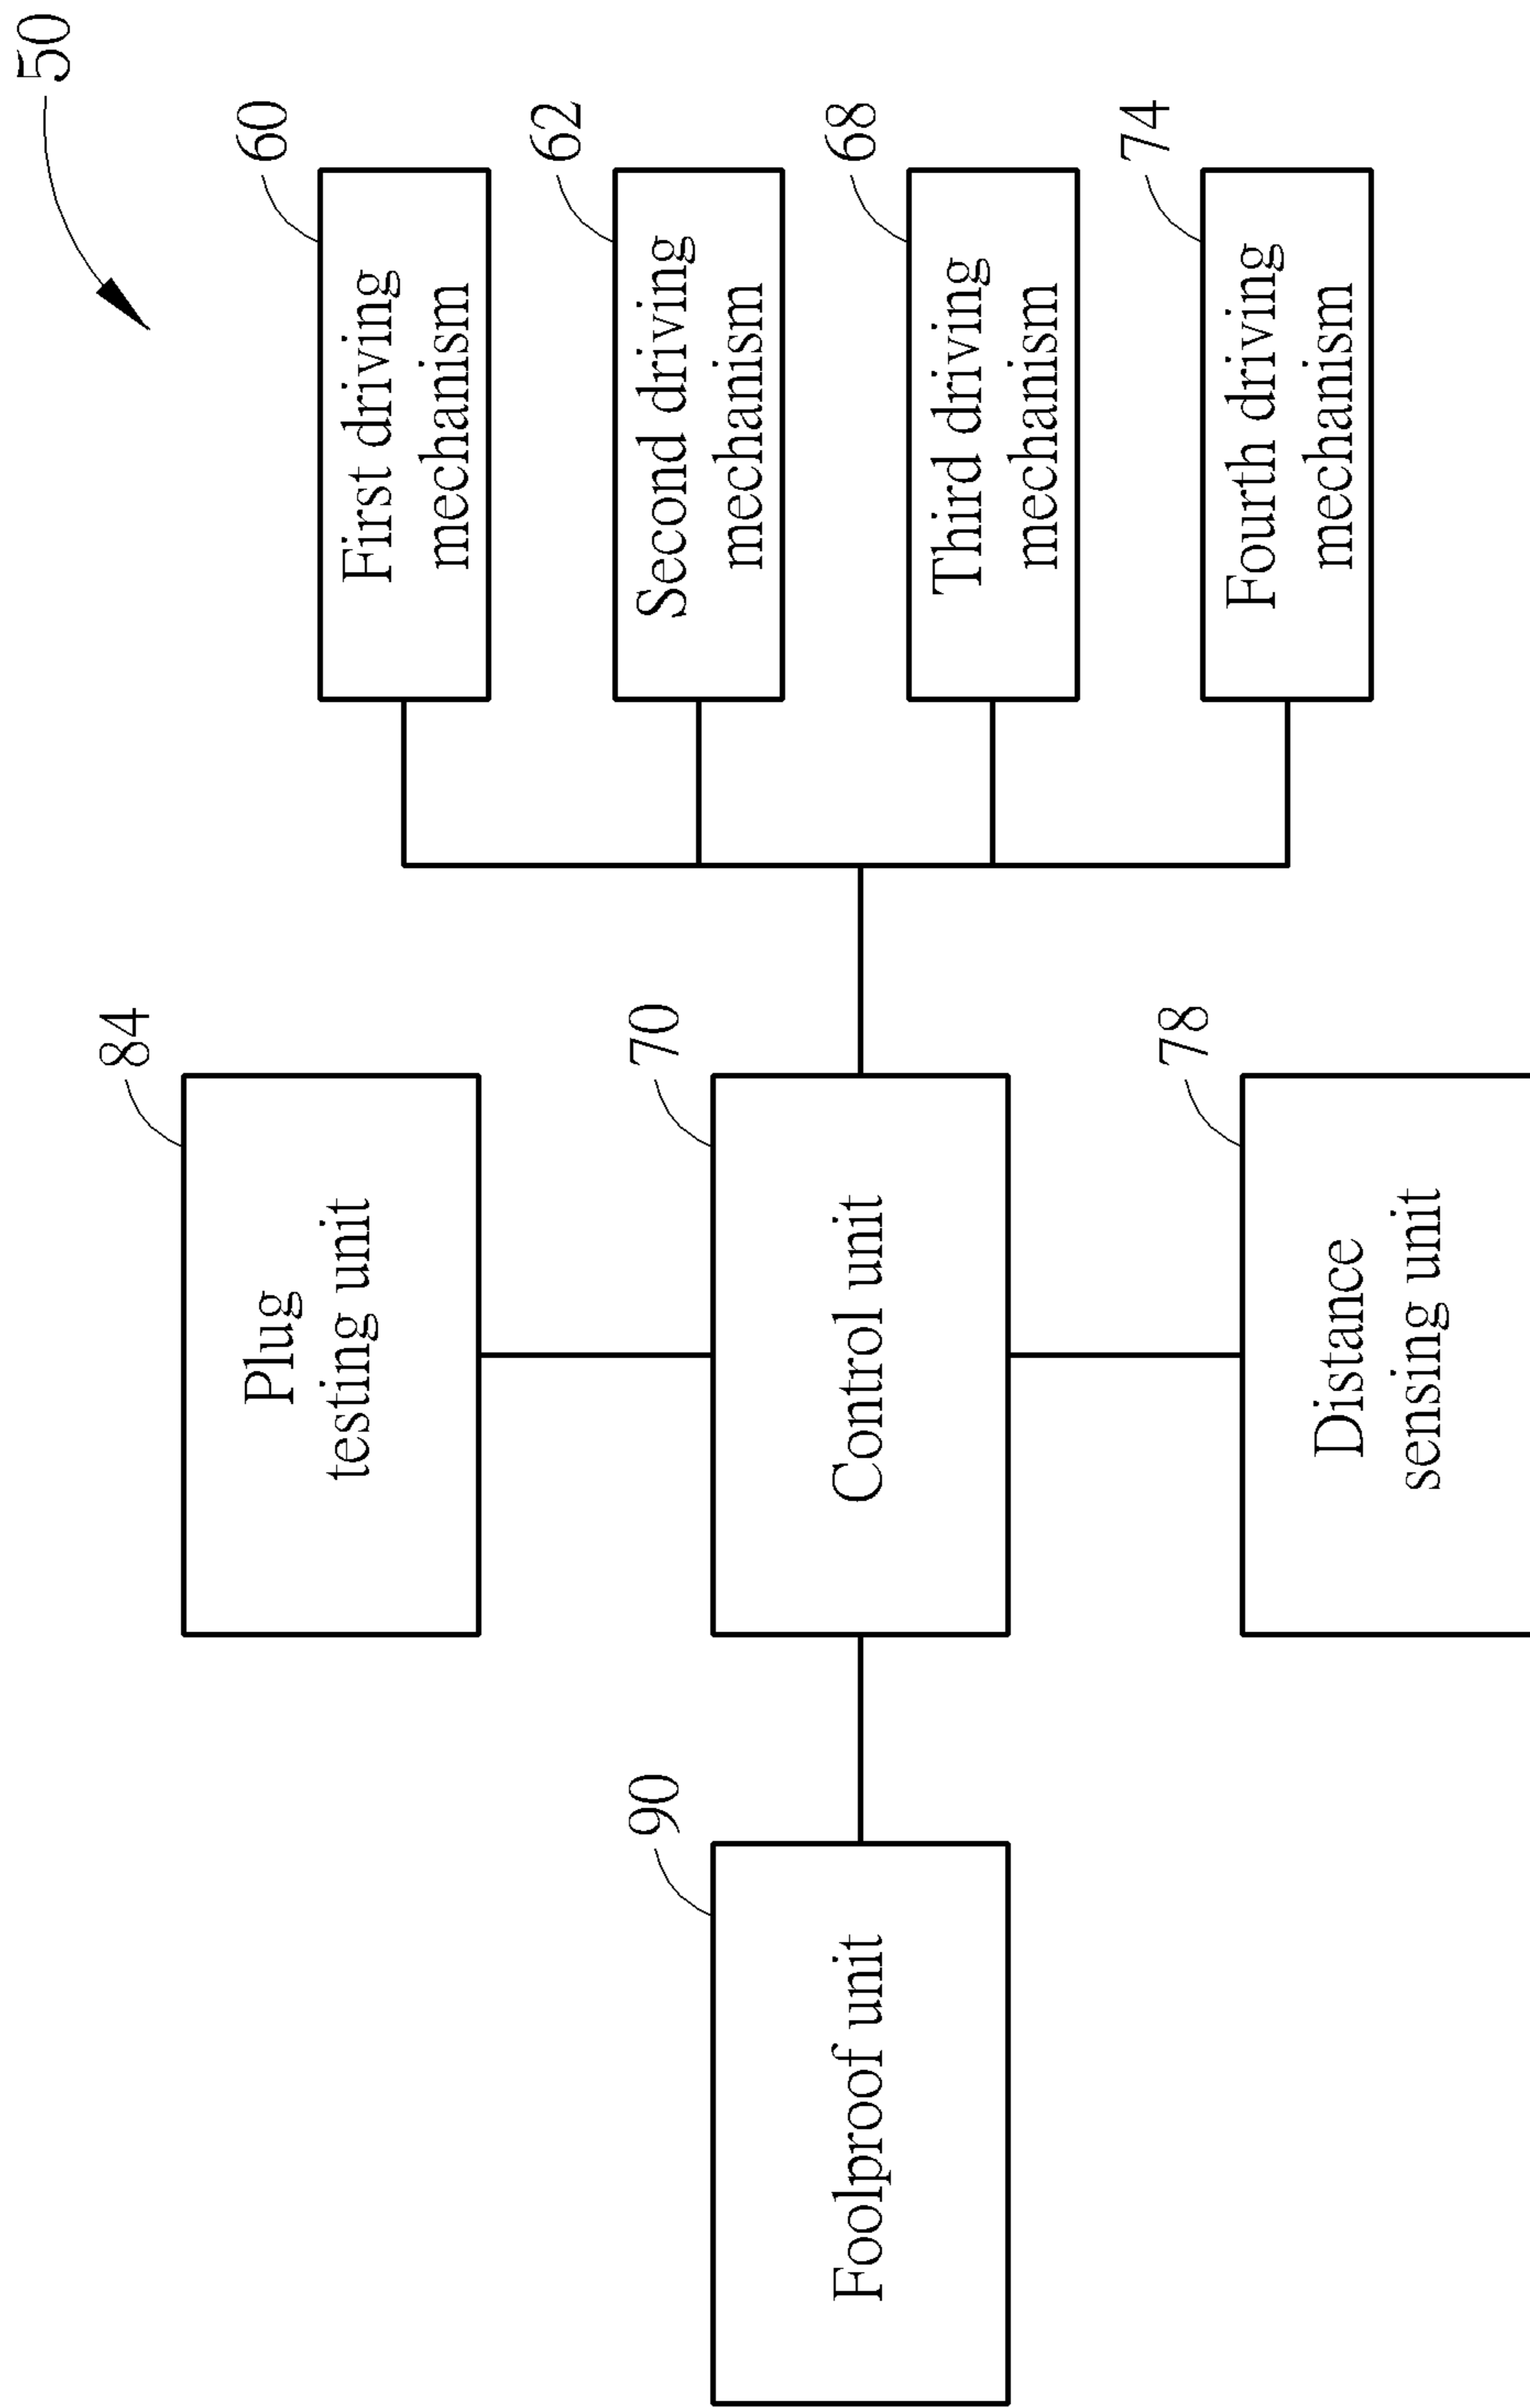 50
84
Plug
testing unit
60
First driving
mechanism
62
Second driving
mechanism
90
Foolproof unit
70
Control unit
68
Third driving
mechanism
78
Distance
sensing unit
74
Fourth driving
mechanism